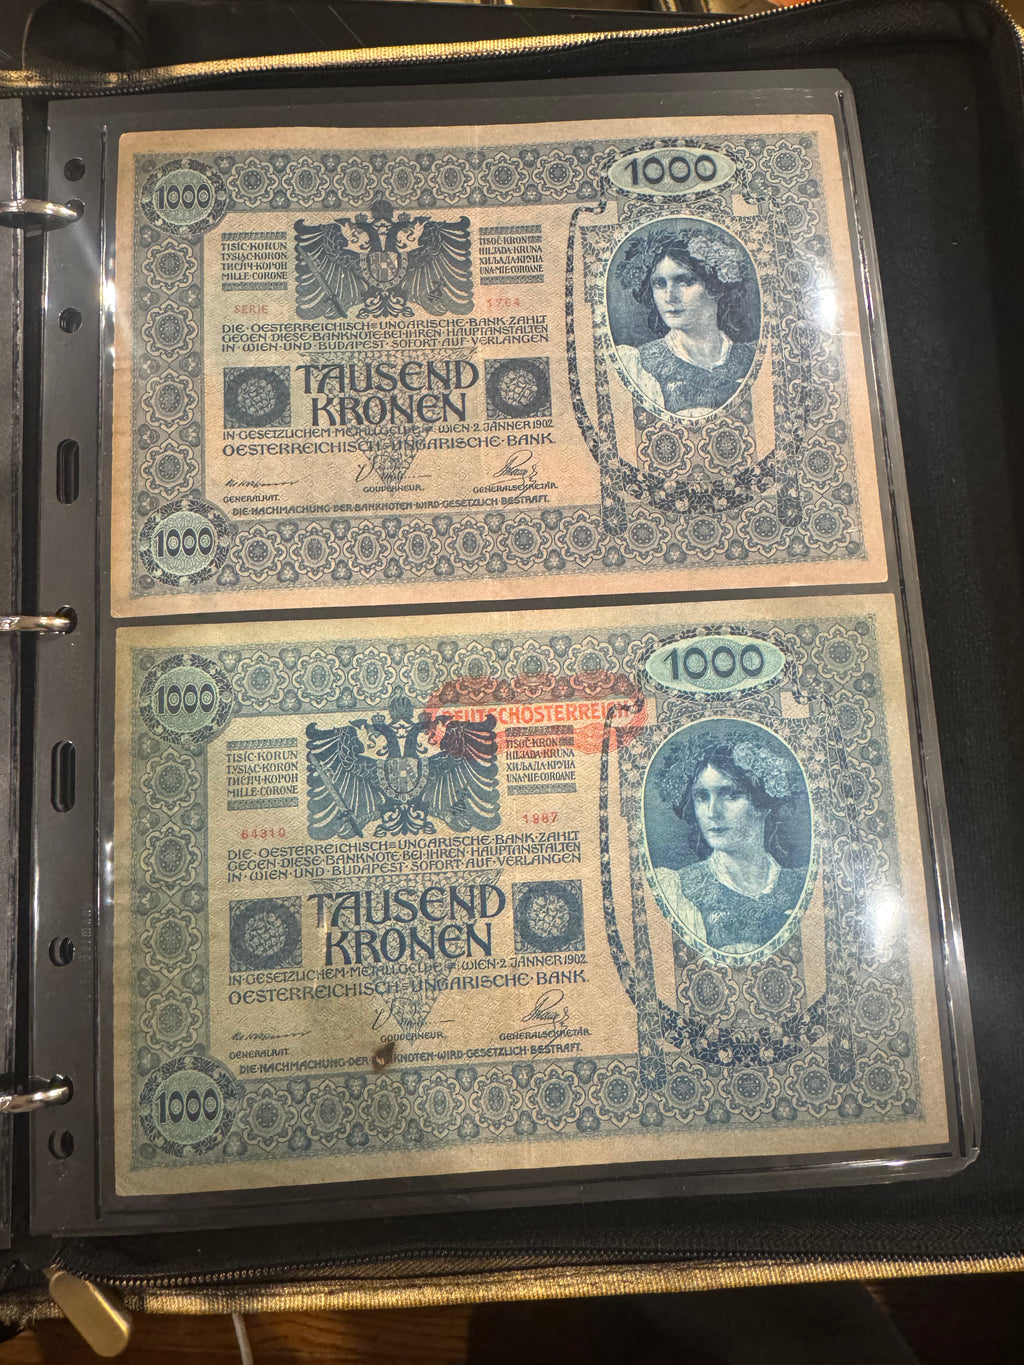 1000
1000
TISÍC·KORUN
TYSIĄC·KORON
ТИСЯЧ·КОРОН
MILLE·CORONE
TISOČ·KRON
HILJADA·KRUNA
ХИЉАДА·КРУНА
UNA·MIE·COROANE
SERIE
1764
DIE·OESTERREICHISCH=UNGARISCHE·BANK·ZAHLT
GEGEN·DIESE·BANKNOTE·BEI·IHREN·HAUPTANSTALTEN
IN·WIEN·UND·BUDAPEST·SOFORT·AUF·VERLANGEN
TAUSEND
KRONEN
IN·GESETZLICHEM·METALLGELDE·WIEN·2.JÄNNER 1902
OESTERREICHISCH=UNGARISCHE·BANK.
GENERALRAT.
GOUVERNEUR.
GENERALSEKRETÄR.
DIE·NACHMACHUNG·DER·BANKNOTEN·WIRD·GESETZLICH·BESTRAFT.
1000
1000
1000
DEUTSCHÖSTERREICH
TISÍC·KORUN
TYSIĄC·KORON
ТИСЯЧ·КОРОН
MILLE·CORONE
TISOČ·KRON
HILJADA·KRUNA
ХИЉАДА·КРУНА
UNA·MIE·COROANE
64310
1987
DIE·OESTERREICHISCH=UNGARISCHE·BANK·ZAHLT
GEGEN·DIESE·BANKNOTE·BEI·IHREN·HAUPTANSTALTEN
IN·WIEN·UND·BUDAPEST·SOFORT·AUF·VERLANGEN
TAUSEND
KRONEN
IN·GESETZLICHEM·METALLGELDE·WIEN·2.JÄNNER 1902
OESTERREICHISCH=UNGARISCHE·BANK.
GENERALRAT.
GOUVERNEUR.
GENERALSEKRETÄR.
DIE·NACHMACHUNG·DER·BANKNOTEN·WIRD·GESETZLICH·BESTRAFT.
1000